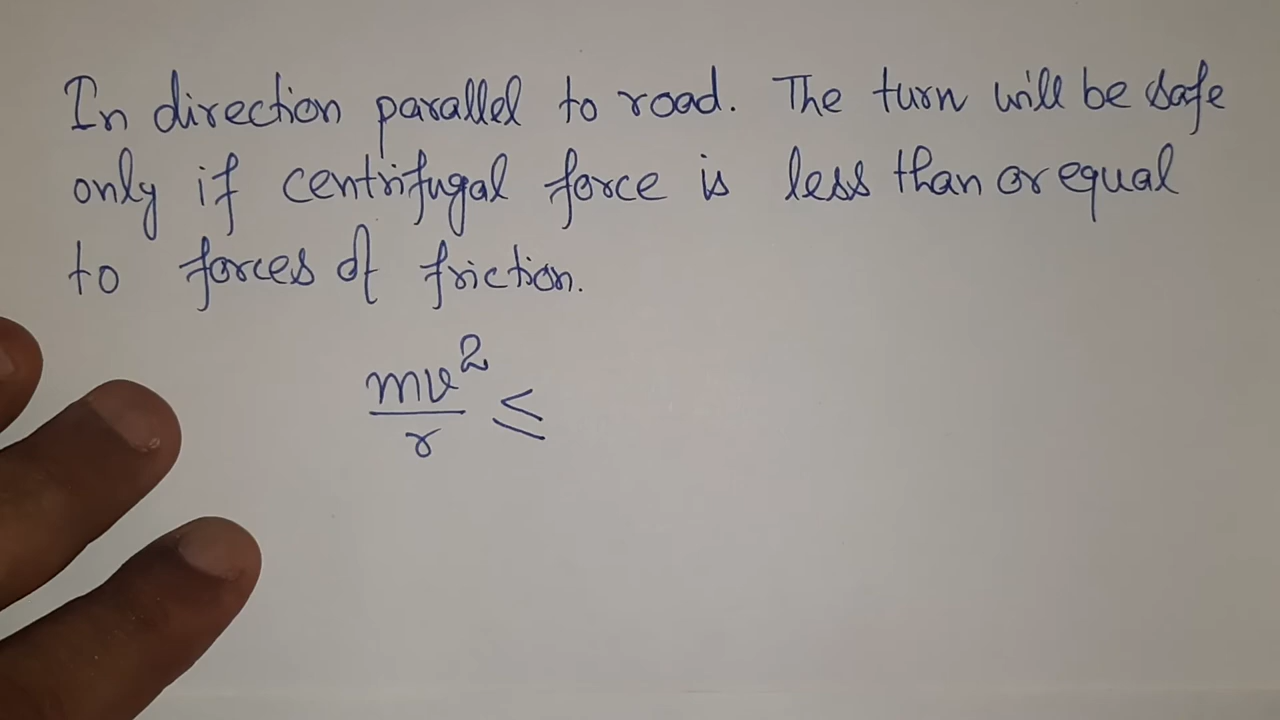 In direction parallel to road. The turn will be safe
only if centrifugal force is less than or equal
to forces of friction.
mv²/r ≤